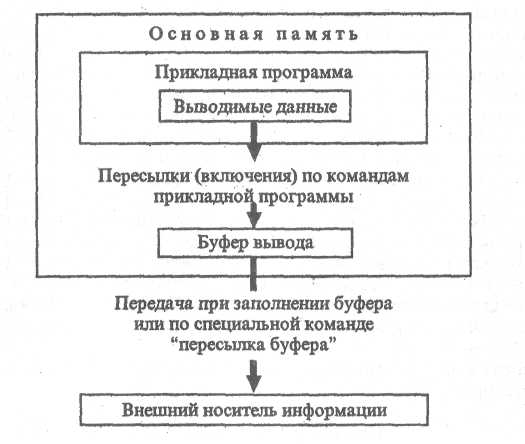 Основная память
Прикладная программа
Выводимые данные
Пересылки (включения) по командам
прикладной программы
Буфер вывода
Передача при заполнении буфера
или по специальной команде
“пересылка буфера”
Внешний носитель информации